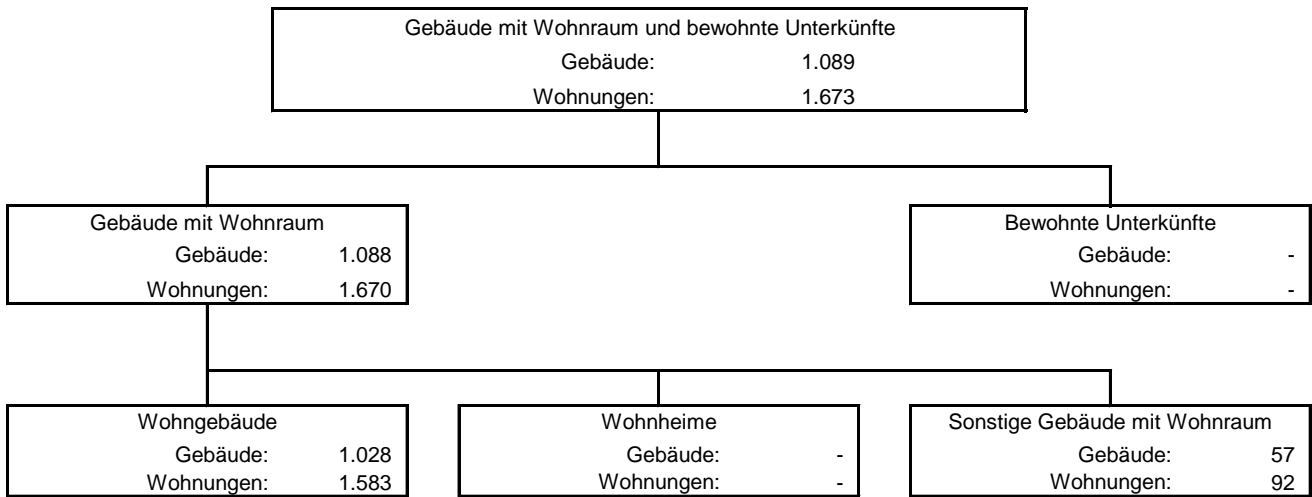 Gebäude mit Wohnraum und bewohnte Unterkünfte
Gebäude: 1.089
Wohnungen: 1.673
Gebäude mit Wohnraum
Gebäude: 1.088
Wohnungen: 1.670
Bewohnte Unterkünfte
Gebäude: -
Wohnungen: -
Wohngebäude
Gebäude: 1.028
Wohnungen: 1.583
Wohnheime
Gebäude: -
Wohnungen: -
Sonstige Gebäude mit Wohnraum
Gebäude: 57
Wohnungen: 92